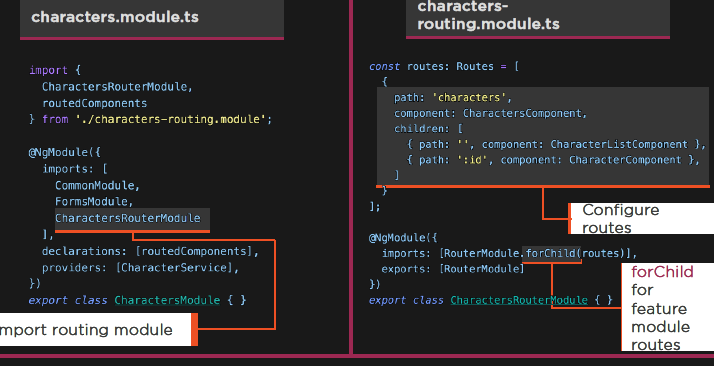 characters.module.ts
import {
CharactersRouterModule,
routedComponents
} from './characters-routing.module';
@NgModule({
imports: [
CommonModule,
FormsModule,
CharactersRouterModule
],
declarations: [routedComponents],
providers: [CharacterService],
})
export class CharactersModule { }
mport routing module
characters-
routing.module.ts
const routes: Routes = [
{
path: 'characters',
component: CharactersComponent,
children: [
{ path: '', component: CharacterListComponent },
{ path: ':id', component: CharacterComponent },
]
}
];
Configure
routes
@NgModule({
imports: [RouterModule.forChild(routes)],
exports: [RouterModule]
})
export class CharactersRouterModule { }
forChild
for
feature
module
routes